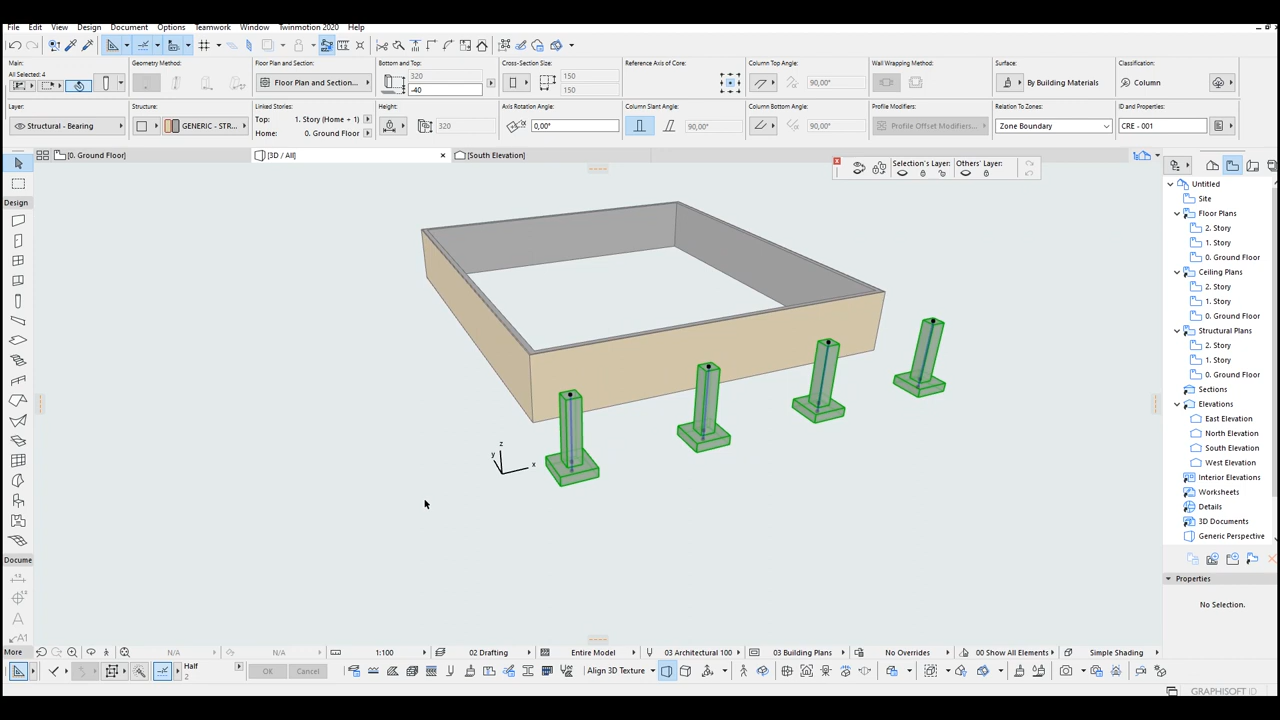 File Edit View Design Document Options Teamwork Window Twinmotion 2020 Help
Main: Geometry Method: Floor Plan and Section: Bottom and Top: Cross-Section Size: Reference Axis of Core: Column Top Angle: Wall Wrapping Method: Surface: Classification:
All Selected: 4
320 150
Floor Plan and Section... 90,00° By Building Materials Column
-40 150
Layer: Structure: Linked Stories: Height: Axis Rotation Angle: Column Slant Angle: Column Bottom Angle: Profile Modifiers: Relation To Zones: ID and Properties:
Top: 1. Story (Home + 1)
Structural - Bearing GENERIC - STR... 320 0,00° 90,00° 90,00° Profile Offset Modifiers... Zone Boundary CRE - 001
Home: 0. Ground Floor
[0. Ground Floor] [3D / All] [South Elevation]
Selection's Layer: Others' Layer:
Design
Docume
More
z
y
x
Untitled
Site
Floor Plans
2. Story
1. Story
0. Ground Floor
Ceiling Plans
2. Story
1. Story
0. Ground Floor
Structural Plans
2. Story
1. Story
0. Ground Floor
Sections
Elevations
East Elevation
North Elevation
South Elevation
West Elevation
Interior Elevations
Worksheets
Details
3D Documents
Generic Perspective
Properties
No Selection.
N/A N/A 1:100 02 Drafting Entire Model 03 Architectural 100 03 Building Plans No Overrides 00 Show All Elements Simple Shading
Half
2
OK Cancel Align 3D Texture
GRAPHISOFT ID